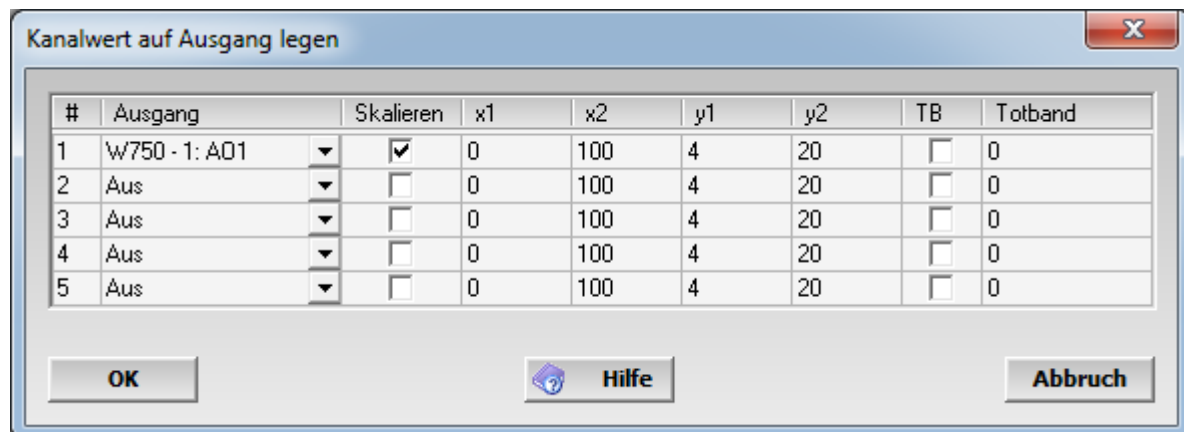 Kanalwert auf Ausgang legen
# Ausgang Skalieren x1 x2 y1 y2 TB Totband
1 W750 - 1: AO1 0 100 4 20 0
2 Aus 0 100 4 20 0
3 Aus 0 100 4 20 0
4 Aus 0 100 4 20 0
5 Aus 0 100 4 20 0
OK Hilfe Abbruch